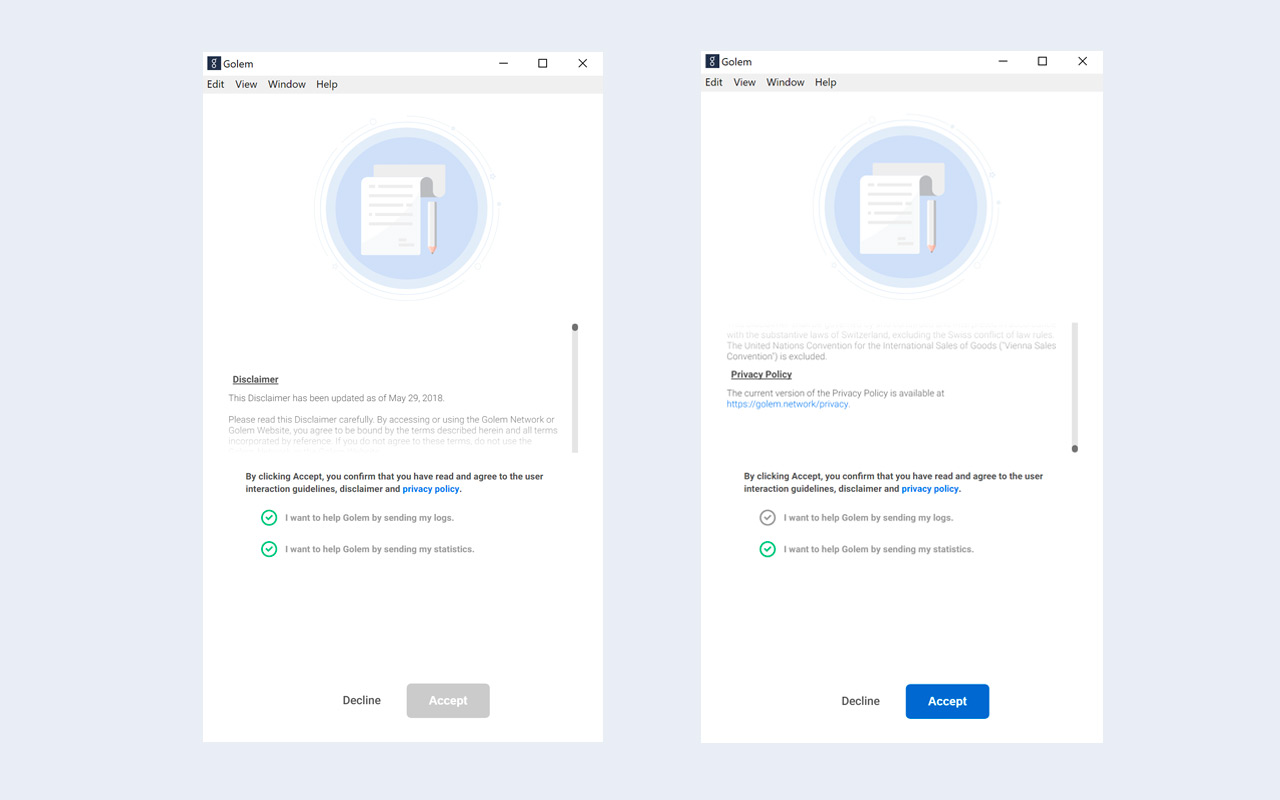 Golem
Edit View Window Help
Disclaimer
This Disclaimer has been updated as of May 29, 2018.
Please read this Disclaimer carefully. By accessing or using the Golem Network or
Golem Website, you agree to be bound by the terms described herein and all terms
incorporated by reference. If you do not agree to these terms, do not use the
By clicking Accept, you confirm that you have read and agree to the user
interaction guidelines, disclaimer and privacy policy.
I want to help Golem by sending my logs.
I want to help Golem by sending my statistics.
Decline Accept
Golem
Edit View Window Help
with the substantive laws of Switzerland, excluding the Swiss conflict of law rules.
The United Nations Convention for the International Sales of Goods ("Vienna Sales
Convention") is excluded.
Privacy Policy
The current version of the Privacy Policy is available at
https://golem.network/privacy.
By clicking Accept, you confirm that you have read and agree to the user
interaction guidelines, disclaimer and privacy policy.
I want to help Golem by sending my logs.
I want to help Golem by sending my statistics.
Decline Accept